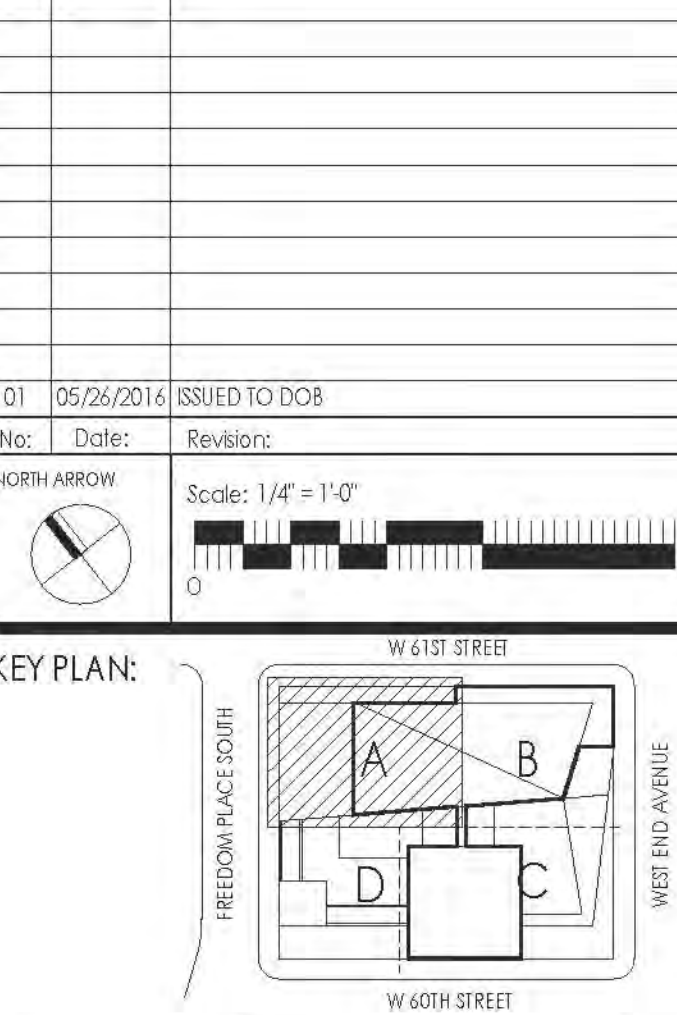 01 05/26/2016 ISSUED TO DOB
No: Date: Revision:
NORTH ARROW
Scale: 1/4" = 1'-0"
0
KEY PLAN:
W 61ST STREET
FREEDOM PLACE SOUTH
A
B
WEST END AVENUE
D
C
W 60TH STREET